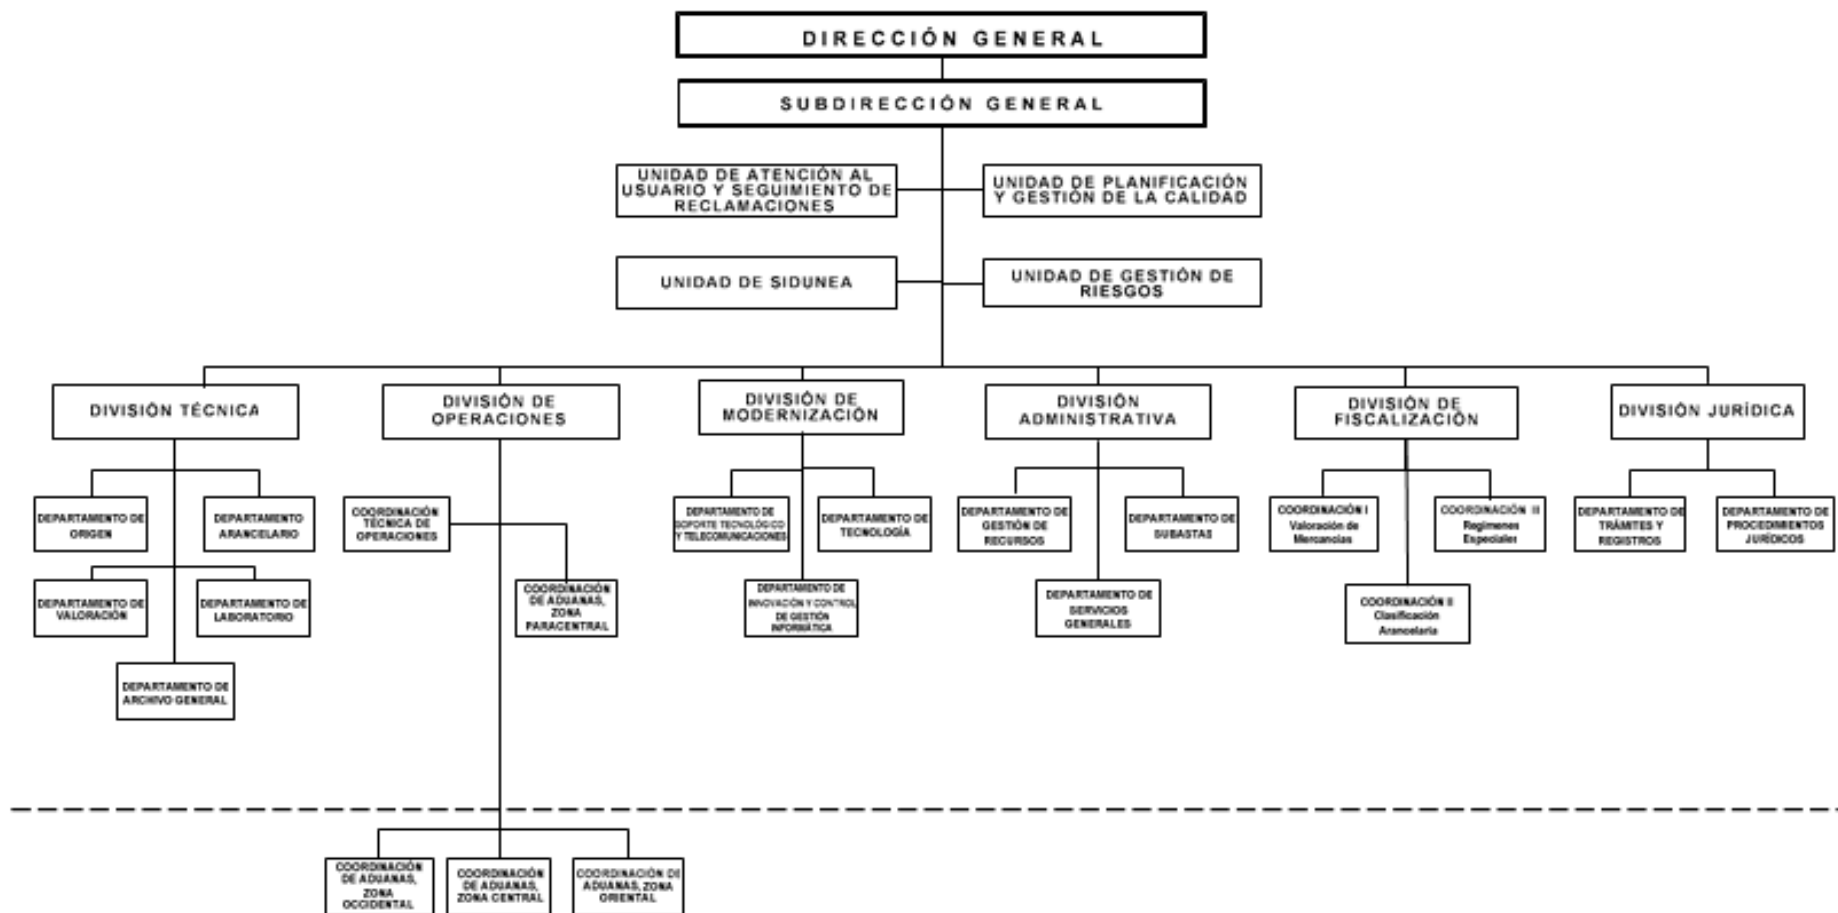 DIRECCIÓN GENERAL
SUBDIRECCIÓN GENERAL
UNIDAD DE ATENCIÓN AL
USUARIO Y SEGUIMIENTO DE
RECLAMACIONES
UNIDAD DE PLANIFICACIÓN
Y GESTIÓN DE LA CALIDAD
UNIDAD DE SIDUNEA
UNIDAD DE GESTIÓN DE
RIESGOS
DIVISIÓN TÉCNICA
DIVISIÓN DE
OPERACIONES
DIVISIÓN DE
MODERNIZACIÓN
DIVISIÓN
ADMINISTRATIVA
DIVISIÓN DE
FISCALIZACIÓN
DIVISIÓN JURÍDICA
DEPARTAMENTO DE
ORIGEN
DEPARTAMENTO
ARANCELARIO
COORDINACIÓN
TÉCNICA DE
OPERACIONES
DEPARTAMENTO DE
SOPORTE TECNOLÓGICO
Y TELECOMUNICACIONES
DEPARTAMENTO DE
TECNOLOGÍA
DEPARTAMENTO DE
GESTIÓN DE
RECURSOS
DEPARTAMENTO DE
SUBASTAS
COORDINACIÓN I
Valoración de
Mercancias
COORDINACIÓN III
Regimenes
Especiales
DEPARTAMENTO DE
TRÁMITES Y
REGISTROS
DEPARTAMENTO DE
PROCEDIMIENTOS
JURÍDICOS
DEPARTAMENTO DE
VALORACIÓN
DEPARTAMENTO DE
LABORATORIO
COORDINACIÓN
DE ADUANAS,
ZONA
PARACENTRAL
DEPARTAMENTO DE
INNOVACIÓN Y CONTROL
DE GESTIÓN
INFORMÁTICA
DEPARTAMENTO DE
SERVICIOS
GENERALES
COORDINACIÓN II
Clasificación
Arancelaria
DEPARTAMENTO DE
ARCHIVO GENERAL
COORDINACIÓN
DE ADUANAS,
ZONA
OCCIDENTAL
COORDINACIÓN
DE ADUANAS,
ZONA CENTRAL
COORDINACIÓN DE
ADUANAS, ZONA
ORIENTAL